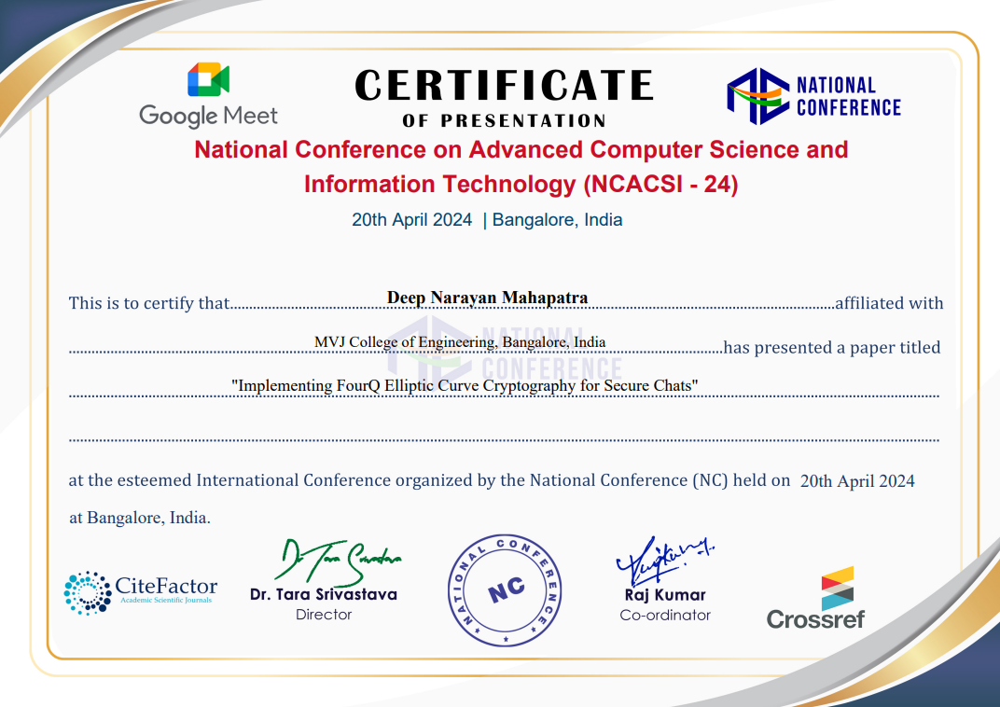 Google Meet
CERTIFICATE
OF PRESENTATION
NATIONAL
CONFERENCE
National Conference on Advanced Computer Science and
Information Technology (NCACSI - 24)
20th April 2024 | Bangalore, India
This is to certify that Deep Narayan Mahapatra affiliated with
NATIONAL
CONFERENCE
MVJ College of Engineering, Bangalore, India has presented a paper titled
"Implementing FourQ Elliptic Curve Cryptography for Secure Chats"
at the esteemed International Conference organized by the National Conference (NC) held on 20th April 2024
at Bangalore, India.
CiteFactor
Academic Scientific Journals
Dr. Tara Srivastava
Dr. Tara Srivastava
Director
NATIONAL CONFERENCE
NC
Raj Kumar
Co-ordinator
Crossref